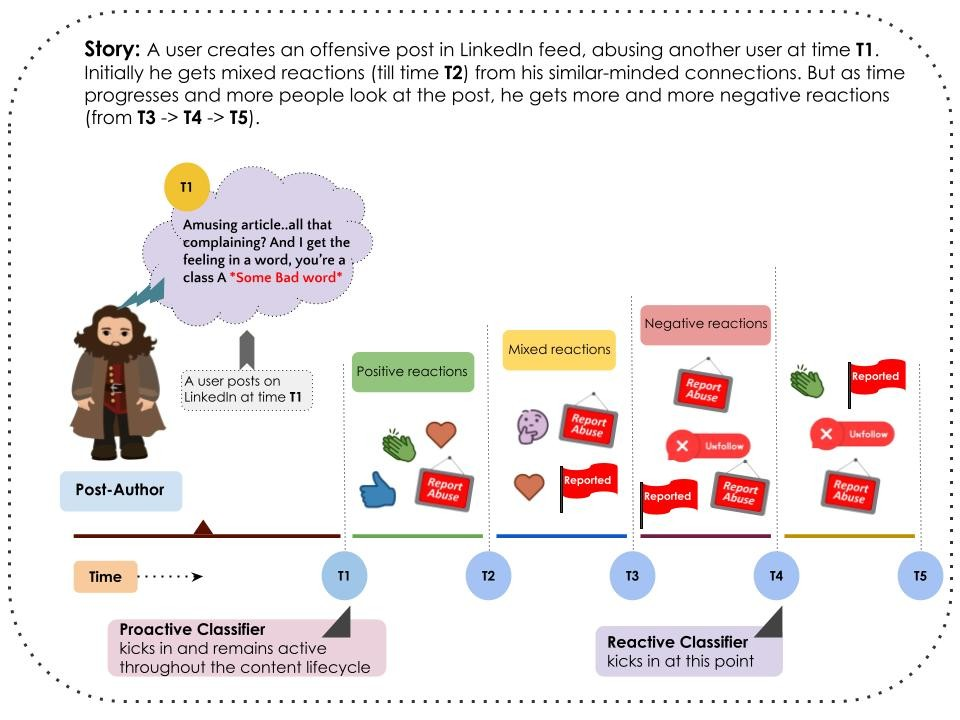 Story: A user creates an offensive post in LinkedIn feed, abusing another user at time T1.
Initially he gets mixed reactions (till time T2) from his similar-minded connections. But as time
progresses and more people look at the post, he gets more and more negative reactions
(from T3 -> T4 -> T5).
T1
Amusing article..all that
complaining? And I get the
feeling in a word, you're a
class A *Some Bad word*
A user posts on
LinkedIn at time T1
Positive reactions
Mixed reactions
Negative reactions
Report
Abuse
Report
Abuse
Reported
Report
Abuse
Unfollow
Reported
Report
Abuse
Reported
Unfollow
Report
Abuse
Post-Author
Time
T1
T2
T3
T4
T5
Proactive Classifier
kicks in and remains active
throughout the content lifecycle
Reactive Classifier
kicks in at this point